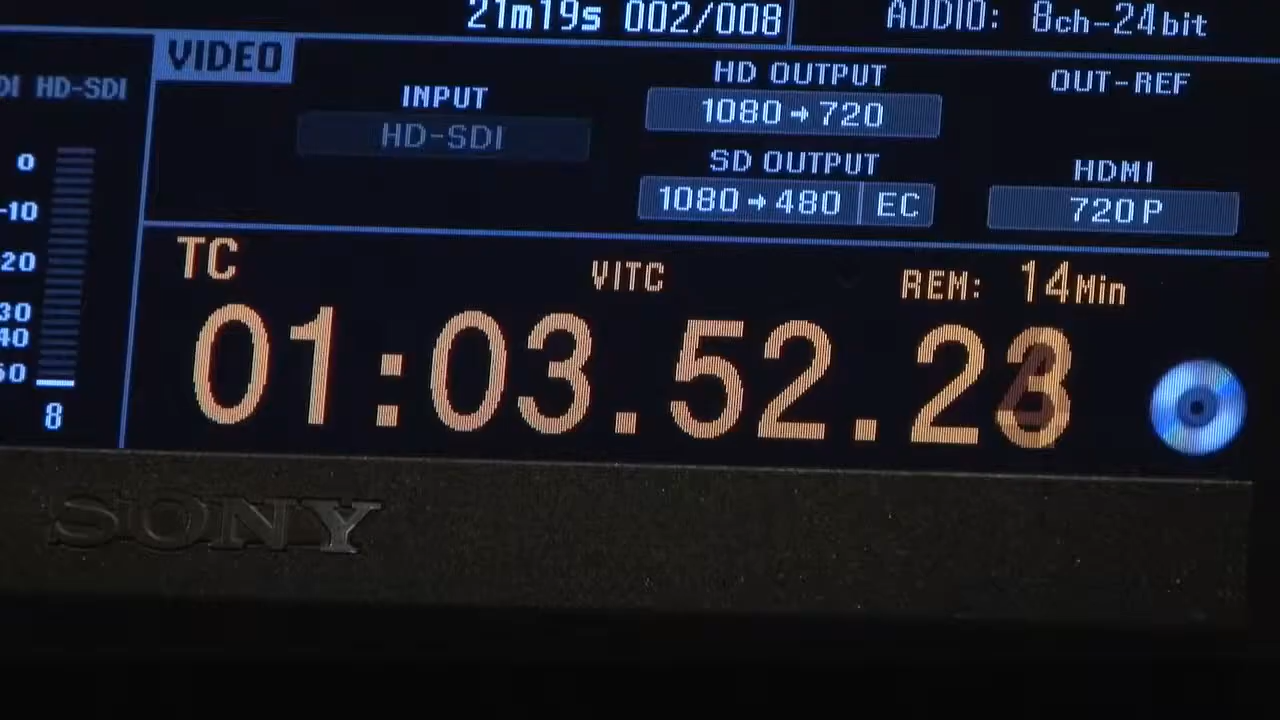 21m19s 002/008
AUDIO: 8ch-24bit
VIDEO
DI HD-SDI
INPUT
HD-SDI
HD OUTPUT
1080→720
SD OUTPUT
1080→480 EC
OUT-REF
HDMI
720P
0
-10
20
30
40
60
8
TC
VITC
REM: 14Min
01:03.52.23
SONY